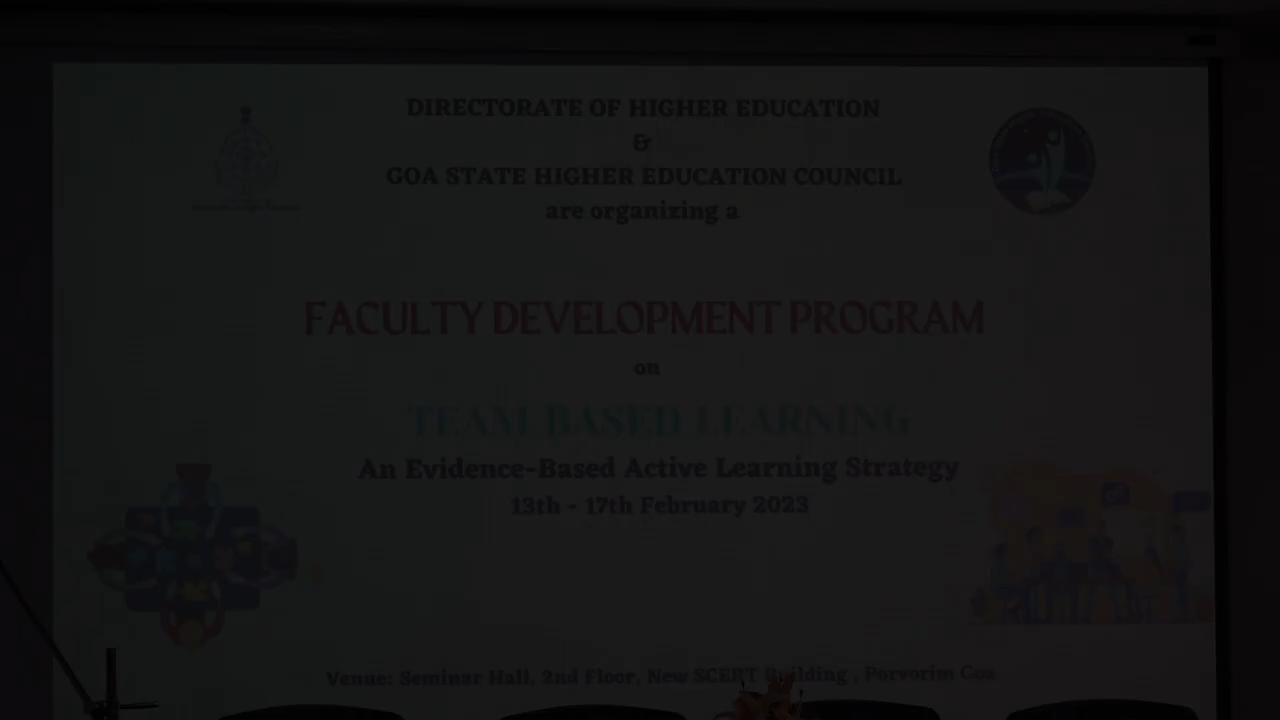 DIRECTORATE OF HIGHER EDUCATION
&
GOA STATE HIGHER EDUCATION COUNCIL
are organizing a
FACULTY DEVELOPMENT PROGRAM
on
TEAM BASED LEARNING
An Evidence-Based Active Learning Strategy
13th - 17th February 2023
Venue: Seminar Hall, 2nd Floor, New SCERT Building , Porvorim Goa